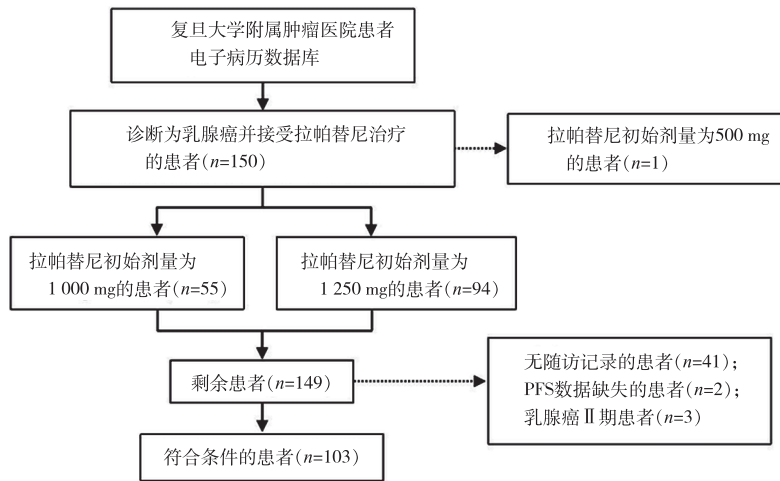 复旦大学附属肿瘤医院患者
电子病历数据库
诊断为乳腺癌并接受拉帕替尼治疗
的患者(n=150)
拉帕替尼初始剂量为500 mg
的患者(n=1)
拉帕替尼初始剂量为
1 000 mg的患者(n=55)
拉帕替尼初始剂量为
1 250 mg的患者(n=94)
剩余患者(n=149)
无随访记录的患者(n=41)；
PFS数据缺失的患者(n=2)；
乳腺癌Ⅱ期患者(n=3)
符合条件的患者(n=103)